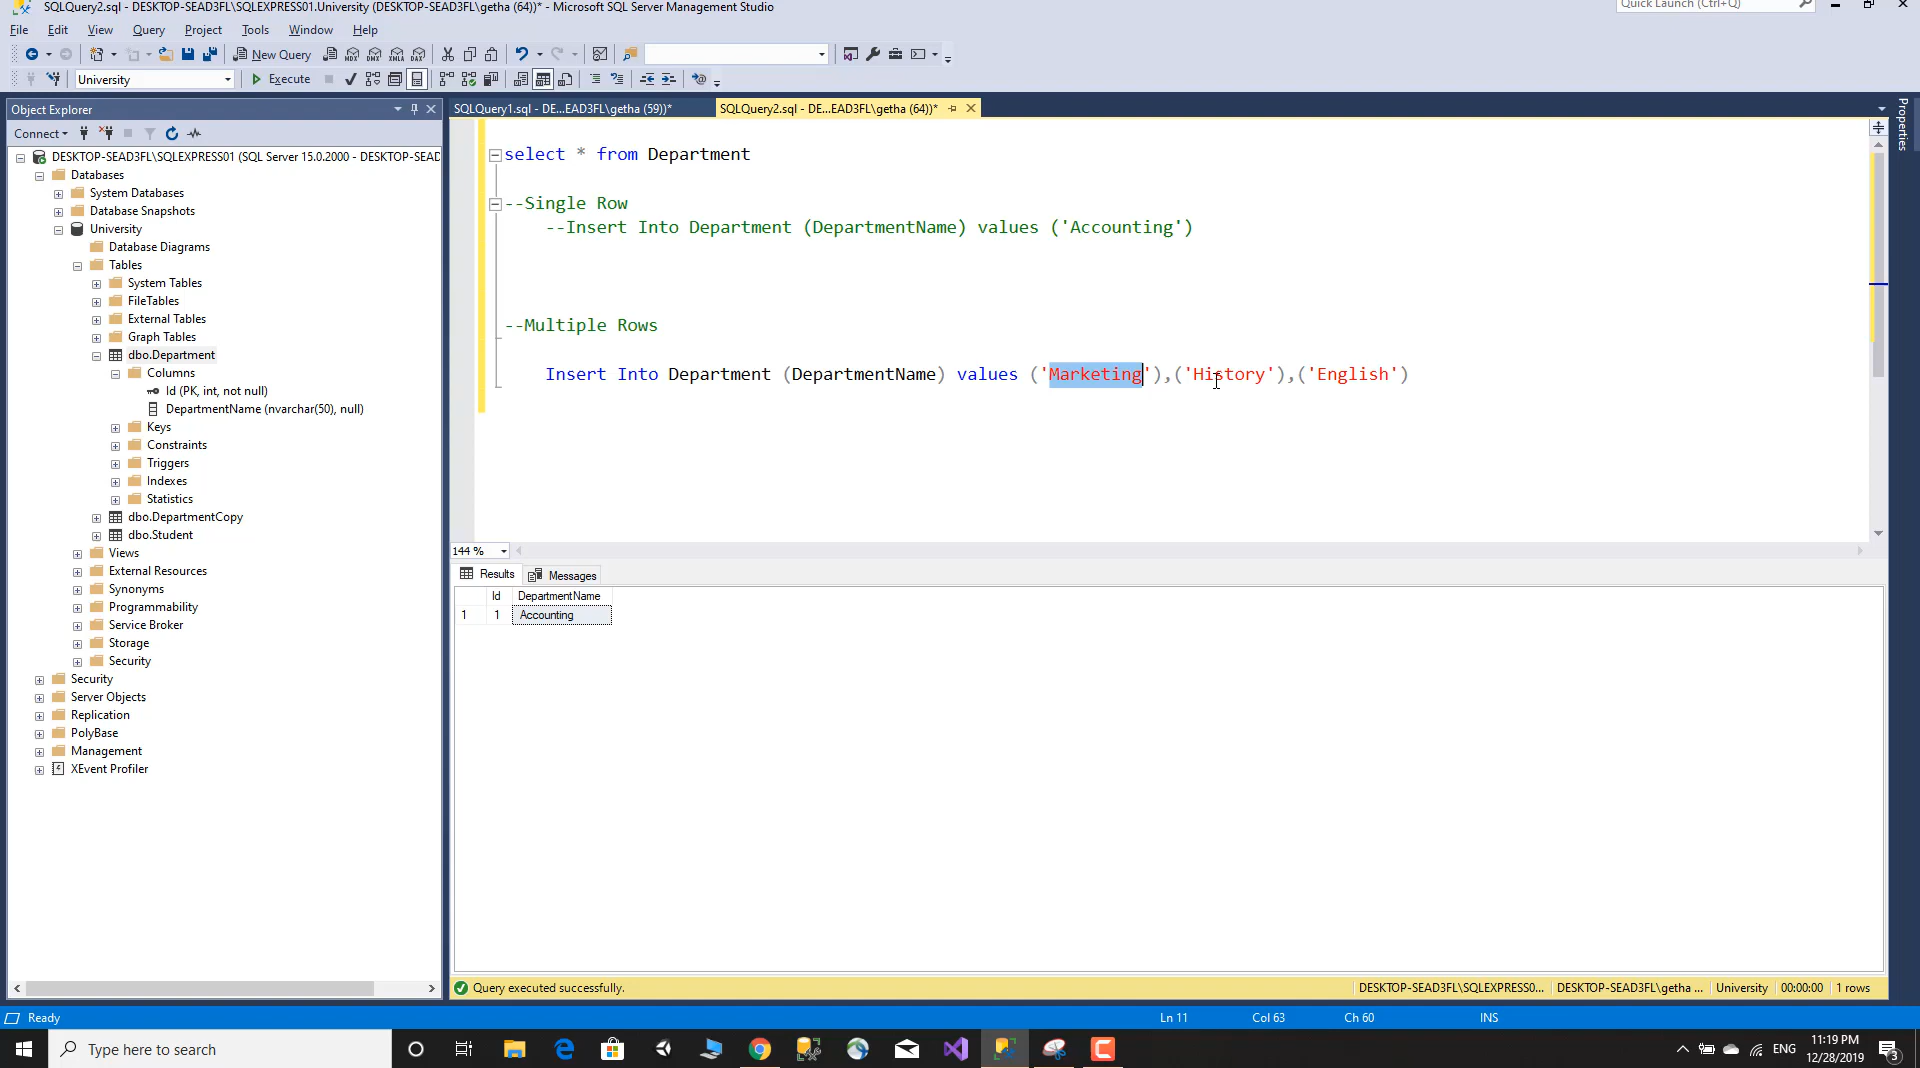 SQLQuery2.sql - DESKTOP-SEAD3FL\SQLEXPRESS01.University (DESKTOP-SEAD3FL\getha (64))* - Microsoft SQL Server Management Studio
Quick Launch (Ctrl+Q)
File Edit View Query Project Tools Window Help
New Query
MDX DMX XMLA DAX
University
Execute
Object Explorer
SQLQuery1.sql - DE...EAD3FL\getha (59))*
SQLQuery2.sql - DE...EAD3FL\getha (64))*
Properties
Connect
DESKTOP-SEAD3FL\SQLEXPRESS01 (SQL Server 15.0.2000 - DESKTOP-SEAD
Databases
System Databases
Database Snapshots
University
Database Diagrams
Tables
System Tables
FileTables
External Tables
Graph Tables
dbo.Department
Columns
Id (PK, int, not null)
DepartmentName (nvarchar(50), null)
Keys
Constraints
Triggers
Indexes
Statistics
dbo.DepartmentCopy
dbo.Student
Views
External Resources
Synonyms
Programmability
Service Broker
Storage
Security
Security
Server Objects
Replication
PolyBase
Management
XEvent Profiler
select * from Department
--Single Row
--Insert Into Department (DepartmentName) values ('Accounting')
--Multiple Rows
Insert Into Department (DepartmentName) values ('Marketing'),('History'),('English')
144 %
Results Messages
Id DepartmentName
1 1 Accounting
Query executed successfully.
DESKTOP-SEAD3FL\SQLEXPRESS0... DESKTOP-SEAD3FL\getha ... University 00:00:00 1 rows
Ready
Ln 11 Col 63 Ch 60 INS
Type here to search
ENG
11:19 PM
12/28/2019
3